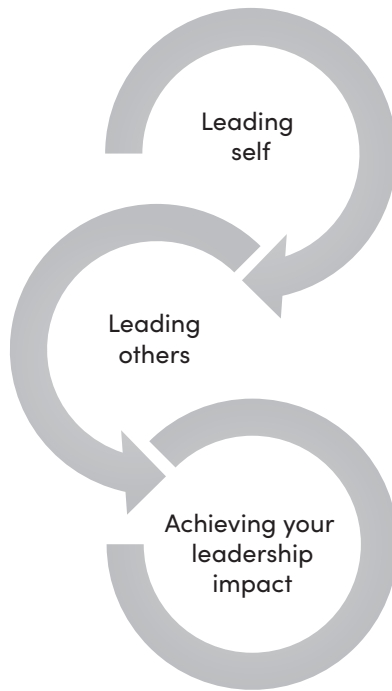 Leading
self
Leading
others
Achieving your
leadership
impact